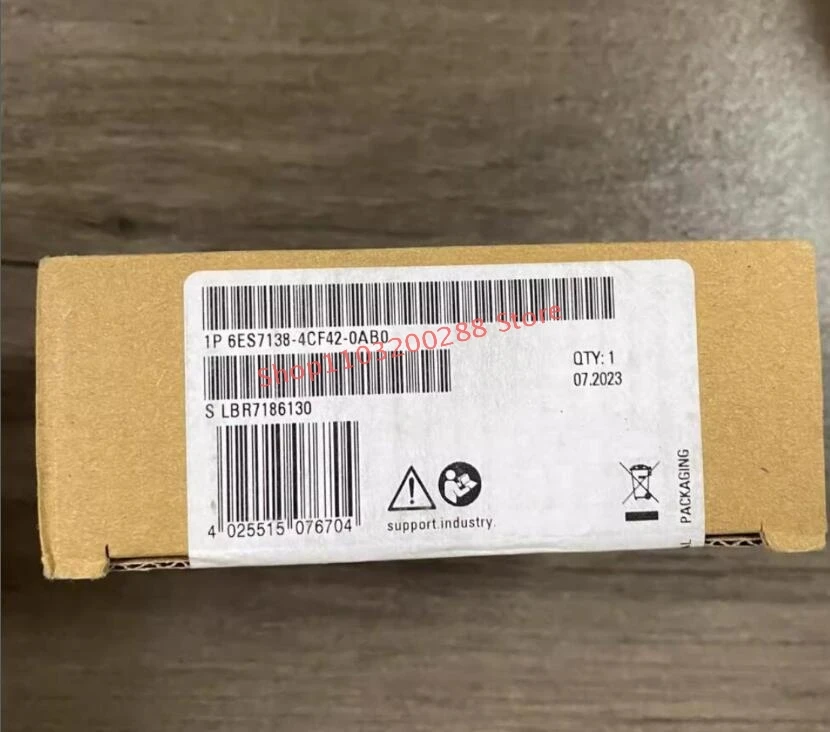 1P 6ES7138-4CF42-0AB0
Shop1103200288 Store
QTY: 1
07.2023
S LBR7186130
4 025515 076704
support.industry.
PACKAGING